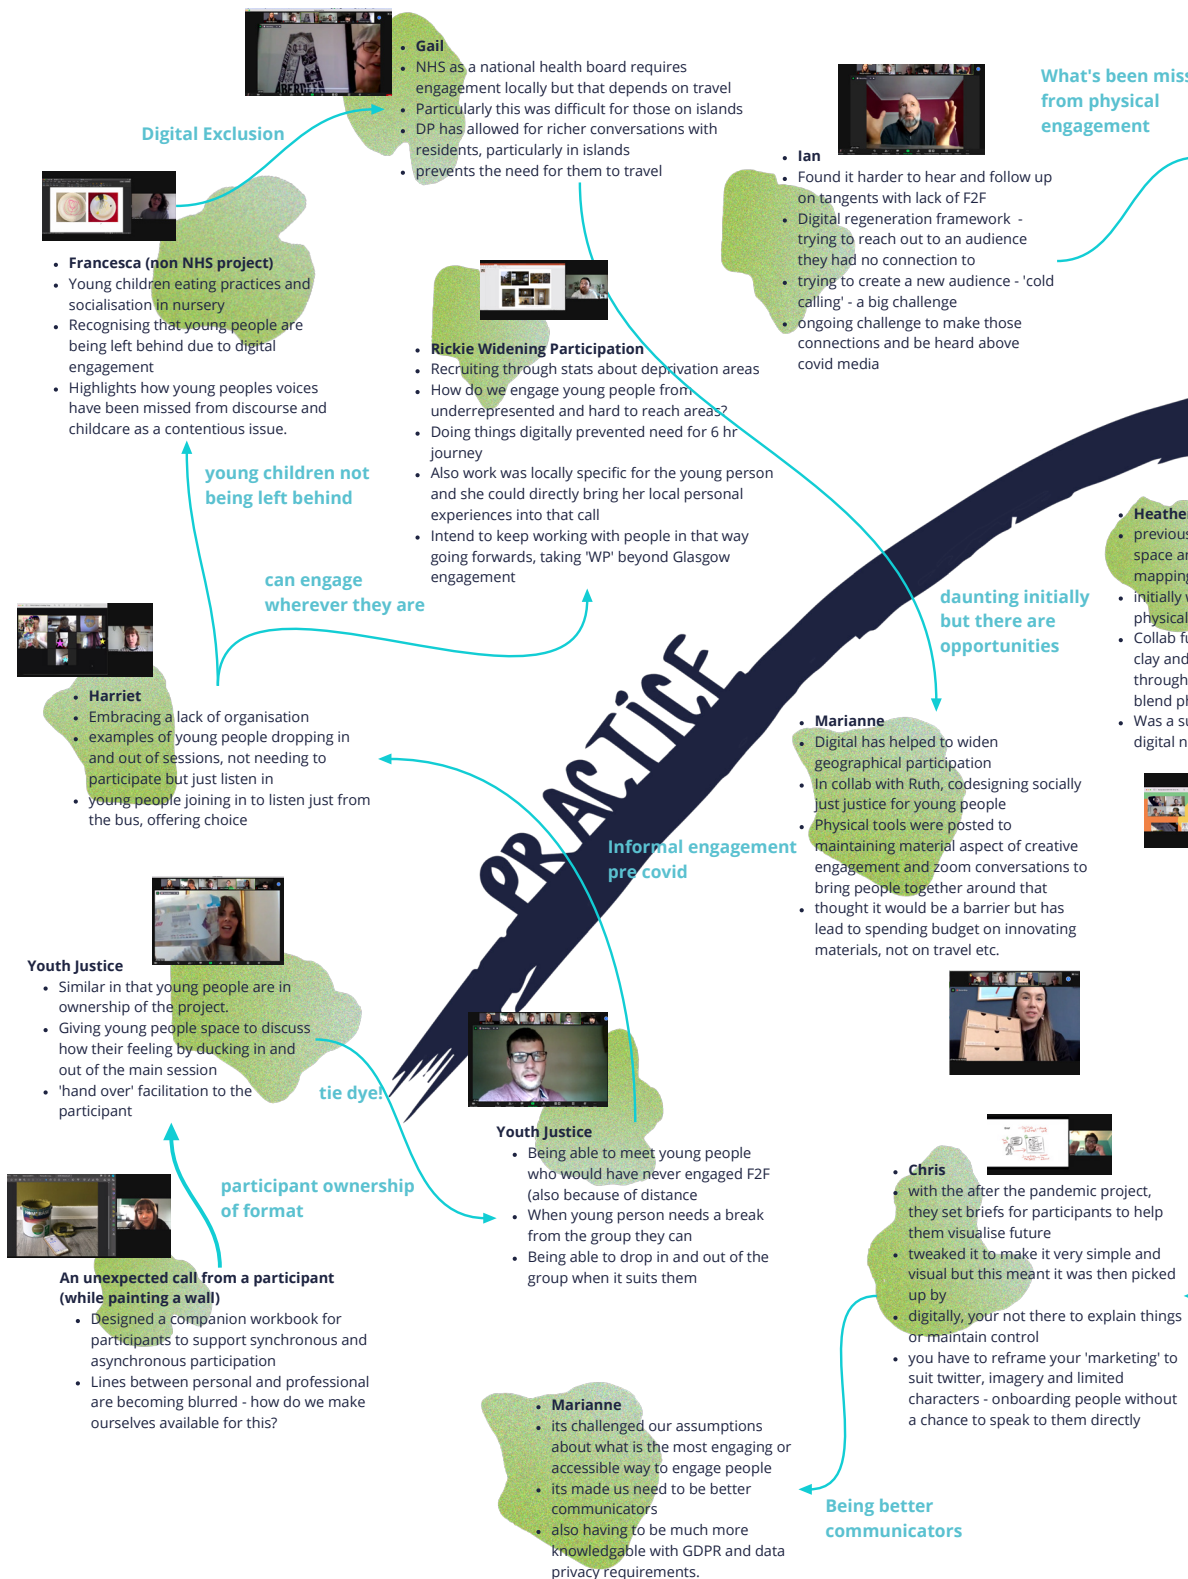 Gail
NHS as a national health board requires
engagement locally but that depends on travel
Particularly this was difficult for those on islands
DP has allowed for richer conversations with
residents, particularly in islands
prevents the need for them to travel
ABERDEEN
Digital Exclusion
What's been miss
from physical
engagement
Ian
Found it harder to hear and follow up
on tangents with lack of F2F
Digital regeneration framework -
trying to reach out to an audience
they had no connection to
trying to create a new audience - 'cold
calling' - a big challenge
ongoing challenge to make those
connections and be heard above
covid media
Francesca (non NHS project)
Young children eating practices and
socialisation in nursery
Recognising that young people are
being left behind due to digital
engagement
Highlights how young peoples voices
have been missed from discourse and
childcare as a contentious issue.
Rickie Widening Participation
Recruiting through stats about deprivation areas
How do we engage young people from
underrepresented and hard to reach areas?
Doing things digitally prevented need for 6 hr
journey
Also work was locally specific for the young person
and she could directly bring her local personal
experiences into that call
Intend to keep working with people in that way
going forwards, taking 'WP' beyond Glasgow
engagement
young children not
being left behind
can engage
wherever they are
daunting initially
but there are
opportunities
Heather
previous
space an
mapping
initially w
physical
Collab fu
clay and
through
blend ph
Was a su
digital n
PRACTiCE
Harriet
Embracing a lack of organisation
examples of young people dropping in
and out of sessions, not needing to
participate but just listen in
young people joining in to listen just from
the bus, offering choice
Marianne
Digital has helped to widen
geographical participation
In collab with Ruth, codesigning socially
just justice for young people
Physical tools were posted to
maintaining material aspect of creative
engagement and zoom conversations to
bring people together around that
thought it would be a barrier but has
lead to spending budget on innovating
materials, not on travel etc.
Informal engagement
pre covid
Youth Justice
Similar in that young people are in
ownership of the project.
Giving young people space to discuss
how their feeling by ducking in and
out of the main session
'hand over' facilitation to the
participant
tie dye!
Youth Justice
Being able to meet young people
who would have never engaged F2F
(also because of distance
When young person needs a break
from the group they can
Being able to drop in and out of the
group when it suits them
participant ownership
of format
An unexpected call from a participant
(while painting a wall)
Designed a companion workbook for
participants to support synchronous and
asynchronous participation
Lines between personal and professional
are becoming blurred - how do we make
ourselves available for this?
Chris
with the after the pandemic project,
they set briefs for participants to help
them visualise future
tweaked it to make it very simple and
visual but this meant it was then picked
up by
digitally, your not there to explain things
or maintain control
you have to reframe your 'marketing' to
suit twitter, imagery and limited
characters - onboarding people without
a chance to speak to them directly
Marianne
its challenged our assumptions
about what is the most engaging or
accessible way to engage people
its made us need to be better
communicators
also having to be much more
knowledgable with GDPR and data
privacy requirements.
Being better
communicators